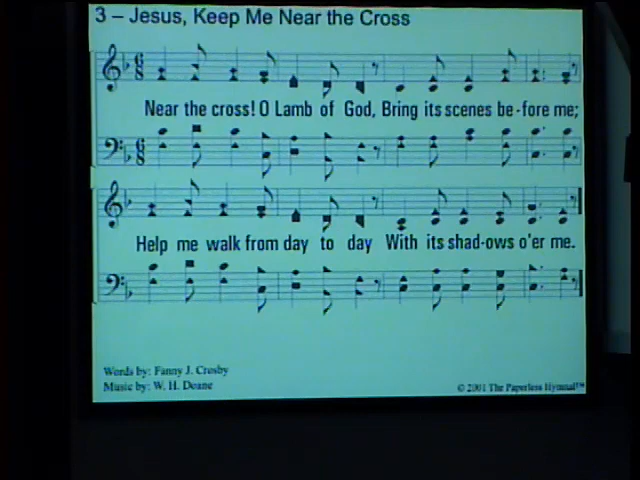 3 – Jesus, Keep Me Near the Cross
Near the cross! O Lamb of God, Bring its scenes be-fore me;
Help me walk from day to day With its shad-ows o'er me.
Words by: Fanny J. Crosby
Music by: W. H. Doane
© 2001 The Paperless Hymnal™